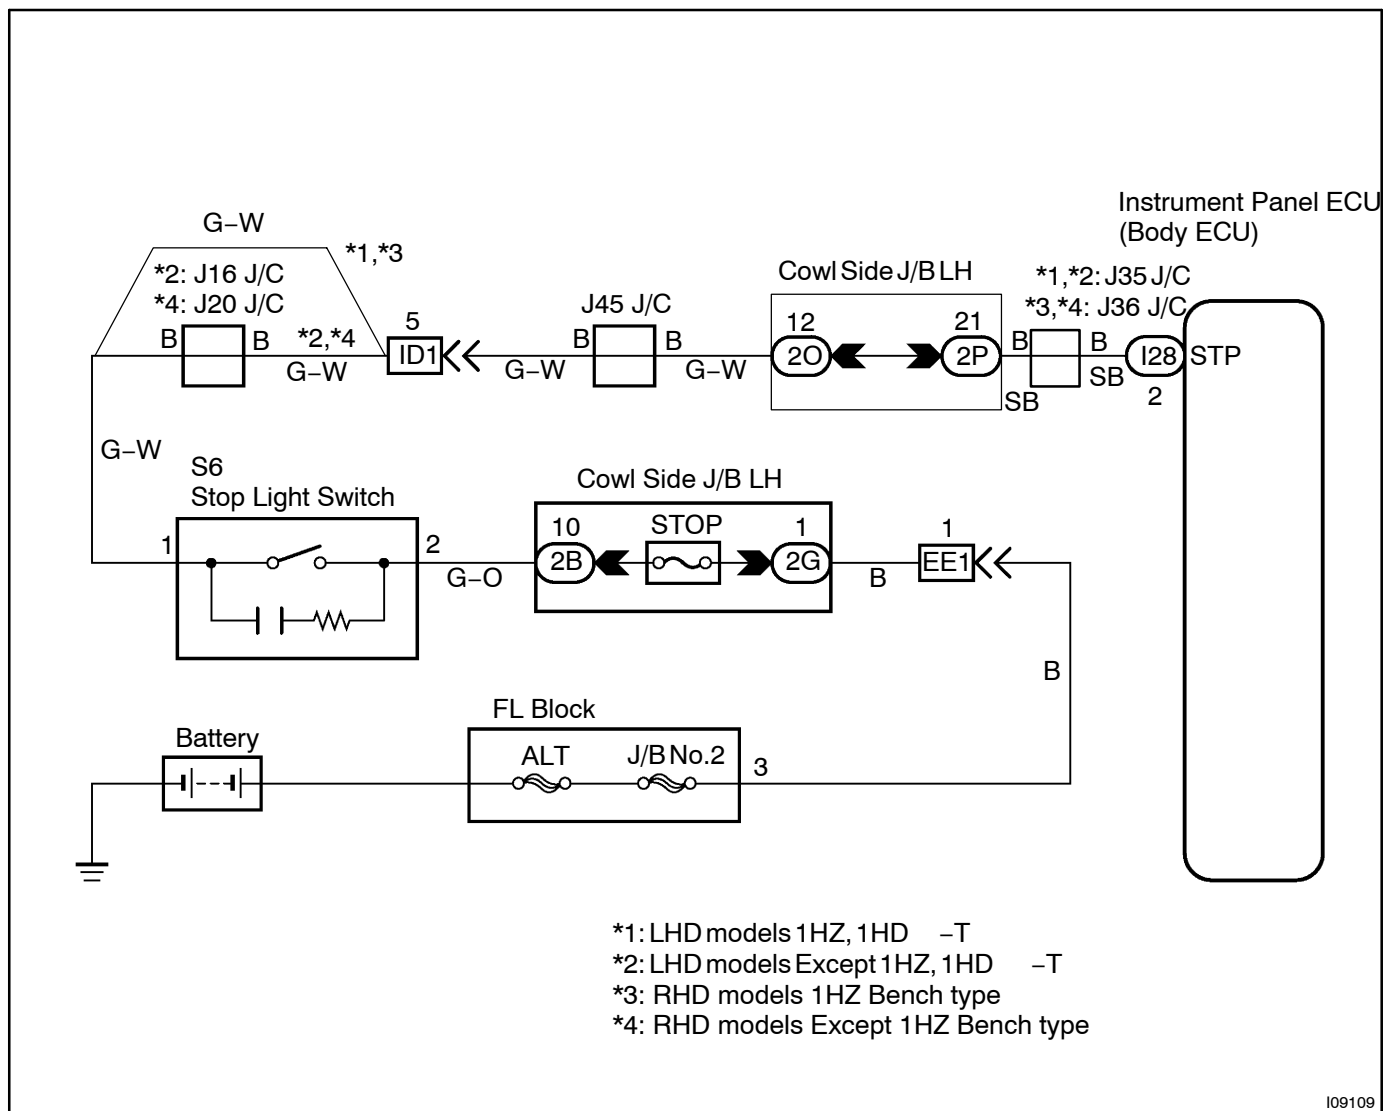 Instrument Panel ECU
(Body ECU)
G−W
*1,*3
*2: J16 J/C
*4: J20 J/C
Cowl Side J/B LH
*1,*2: J35 J/C
*3,*4: J36 J/C
J45 J/C
5
12
21
B
B
*2,*4
ID1
B
B
2O
2P
B
B
I28
STP
G−W
G−W
G−W
SB
SB
2
G−W
S6
Stop Light Switch
Cowl Side J/B LH
1
2
10
STOP
1
1
G−O
2B
2G
B
EE1
B
FL Block
Battery
ALT
J/B No.2
3
*1: LHD models 1HZ, 1HD −T
*2: LHD models Except 1HZ, 1HD −T
*3: RHD models 1HZ Bench type
*4: RHD models Except 1HZ Bench type
I09109